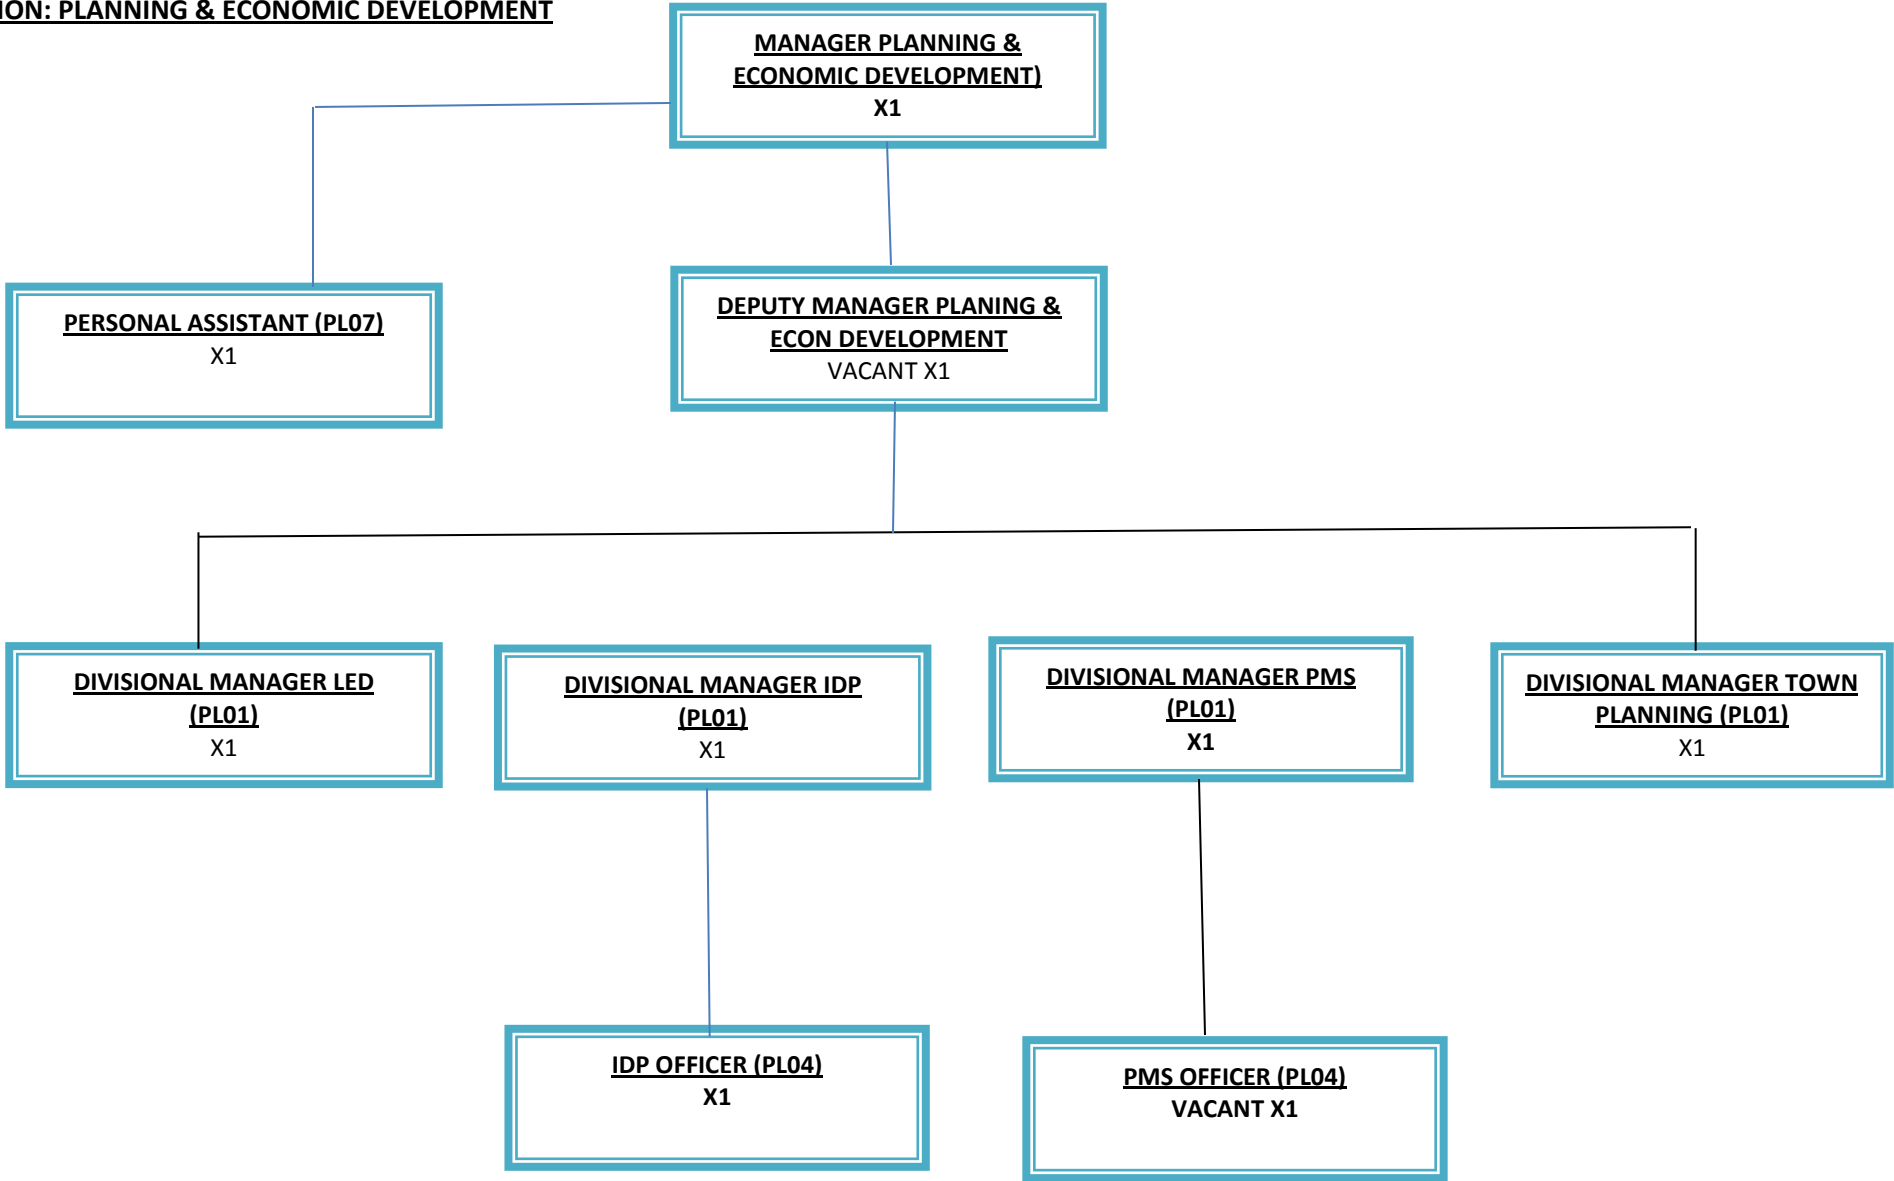 ION: PLANNING & ECONOMIC DEVELOPMENT
MANAGER PLANNING &
ECONOMIC DEVELOPMENT)
X1
PERSONAL ASSISTANT (PL07)
X1
DEPUTY MANAGER PLANING &
ECON DEVELOPMENT
VACANT X1
DIVISIONAL MANAGER LED
(PL01)
X1
DIVISIONAL MANAGER IDP
(PL01)
X1
DIVISIONAL MANAGER PMS
(PL01)
X1
DIVISIONAL MANAGER TOWN
PLANNING (PL01)
X1
IDP OFFICER (PL04)
X1
PMS OFFICER (PL04)
VACANT X1